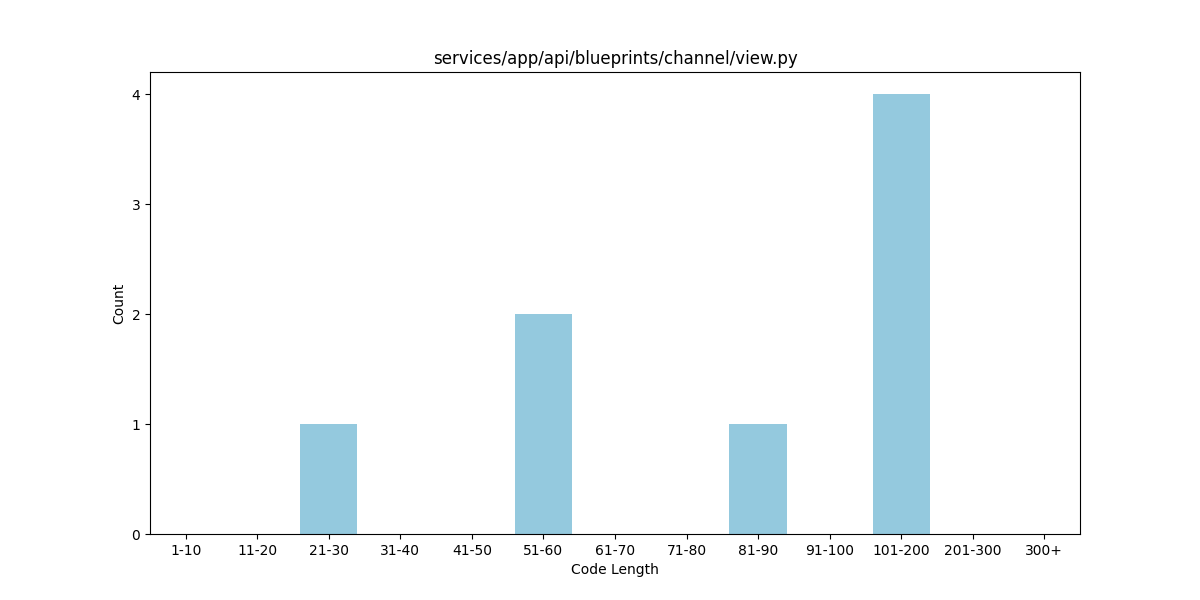 services/app/api/blueprints/channel/view.py
4
3
2
1
0
Count
1-10 11-20 21-30 31-40 41-50 51-60 61-70 71-80 81-90 91-100 101-200 201-300 300+
Code Length